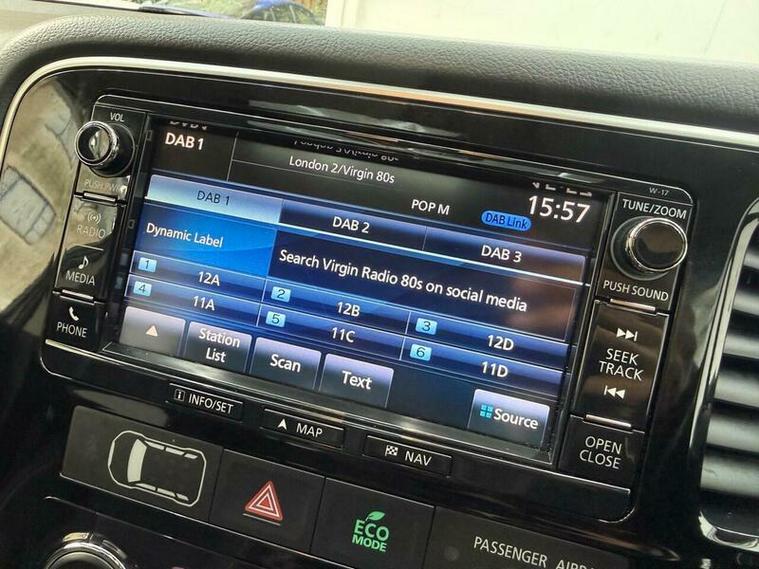 VOL
W-17
DAB 1
London 2/Virgin 80s
PUSH/PWR
POP M
DAB Link
15:57
TUNE/ZOOM
RADIO
DAB 1
DAB 2
DAB 3
Dynamic Label
Search Virgin Radio 80s on social media
PUSH SOUND
MEDIA
1 12A
2 12B
3 12D
4 11A
5 11C
6 11D
SEEK
TRACK
PHONE
Station
List
Scan
Text
Source
OPEN
CLOSE
i INFO/SET
MAP
NAV
ECO
MODE
PASSENGER AIRBA